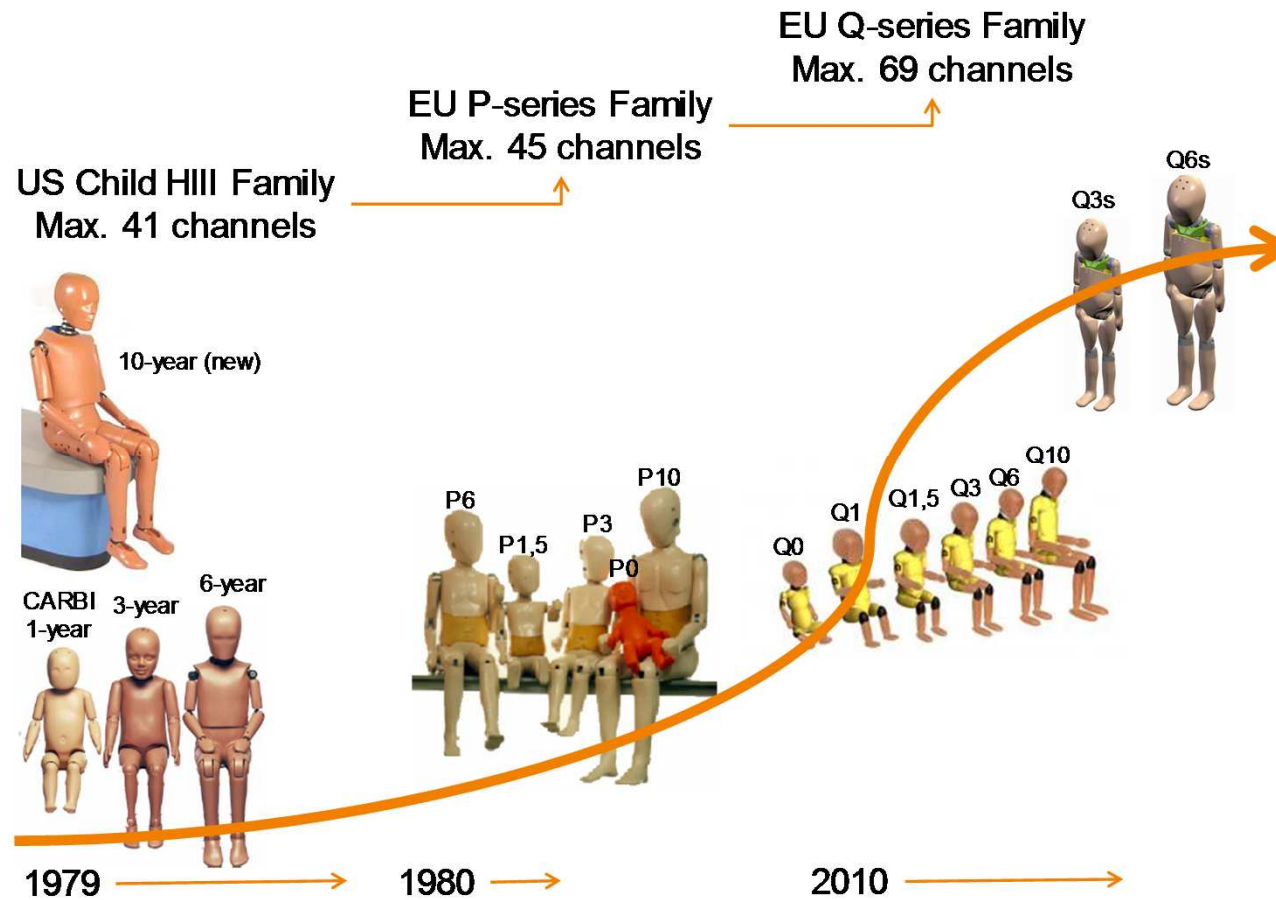 EU Q-series Family
Max. 69 channels
EU P-series Family
Max. 45 channels
US Child HIII Family
Max. 41 channels
Q6s
Q3s
10-year (new)
CARBI
1-year
3-year
6-year
P6
P1,5
P3
P0
P10
Q0
Q1
Q1,5
Q3
Q6
Q10
1979
1980
2010